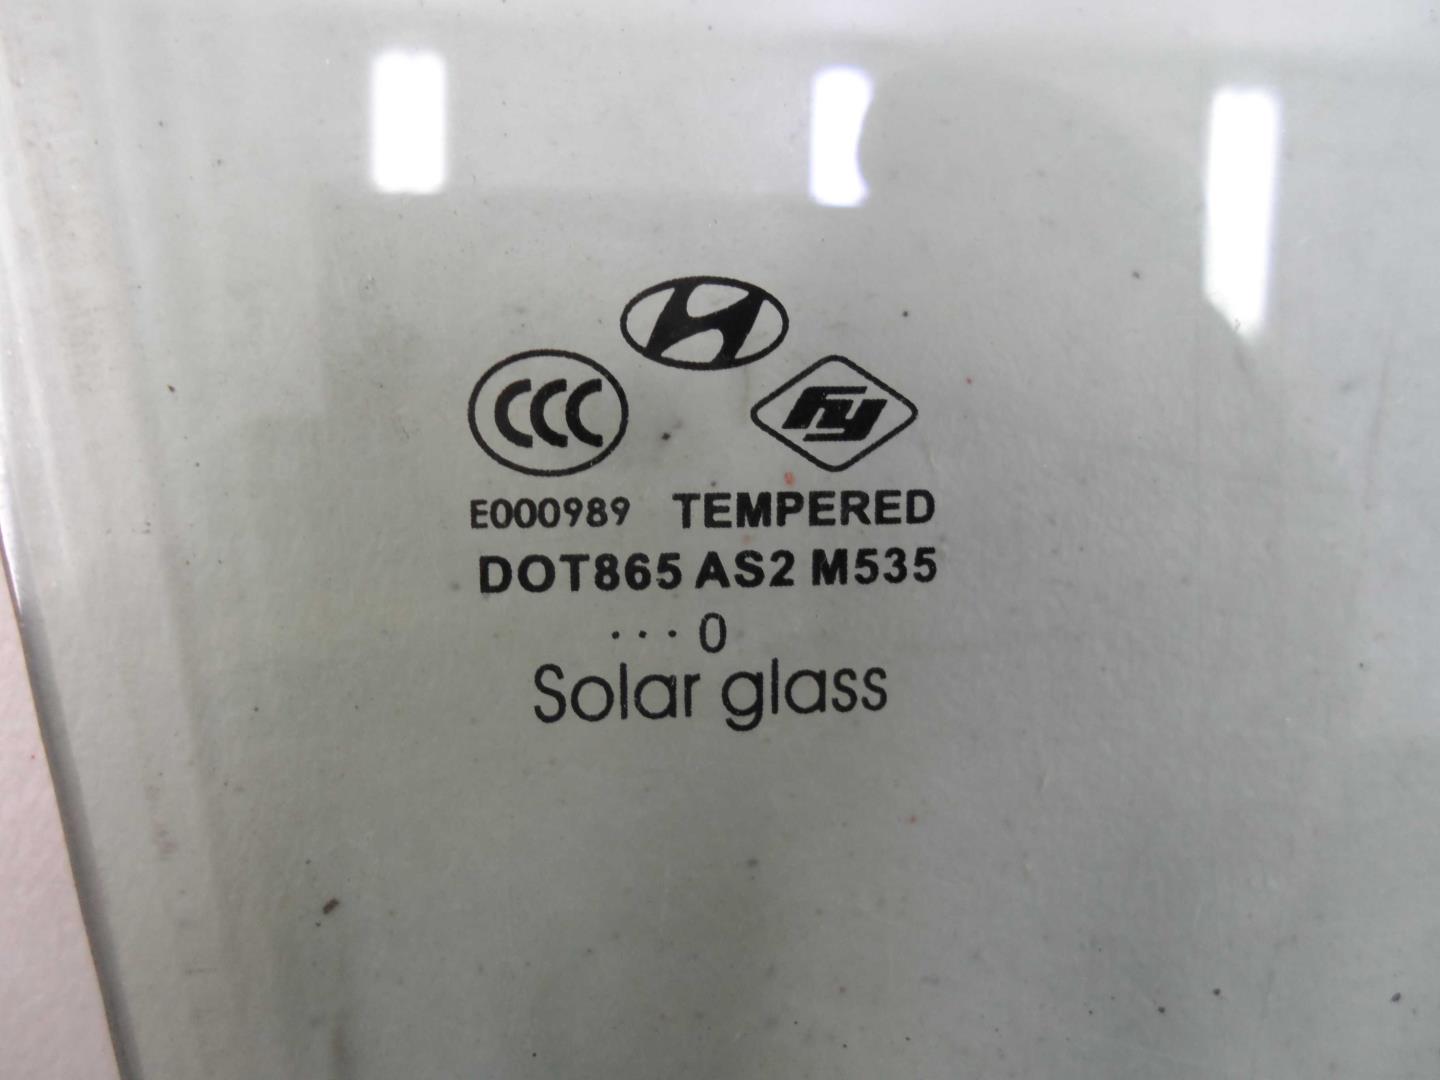 CCC fy
E000989 TEMPERED
DOT865 AS2 M535
...0
Solar glass